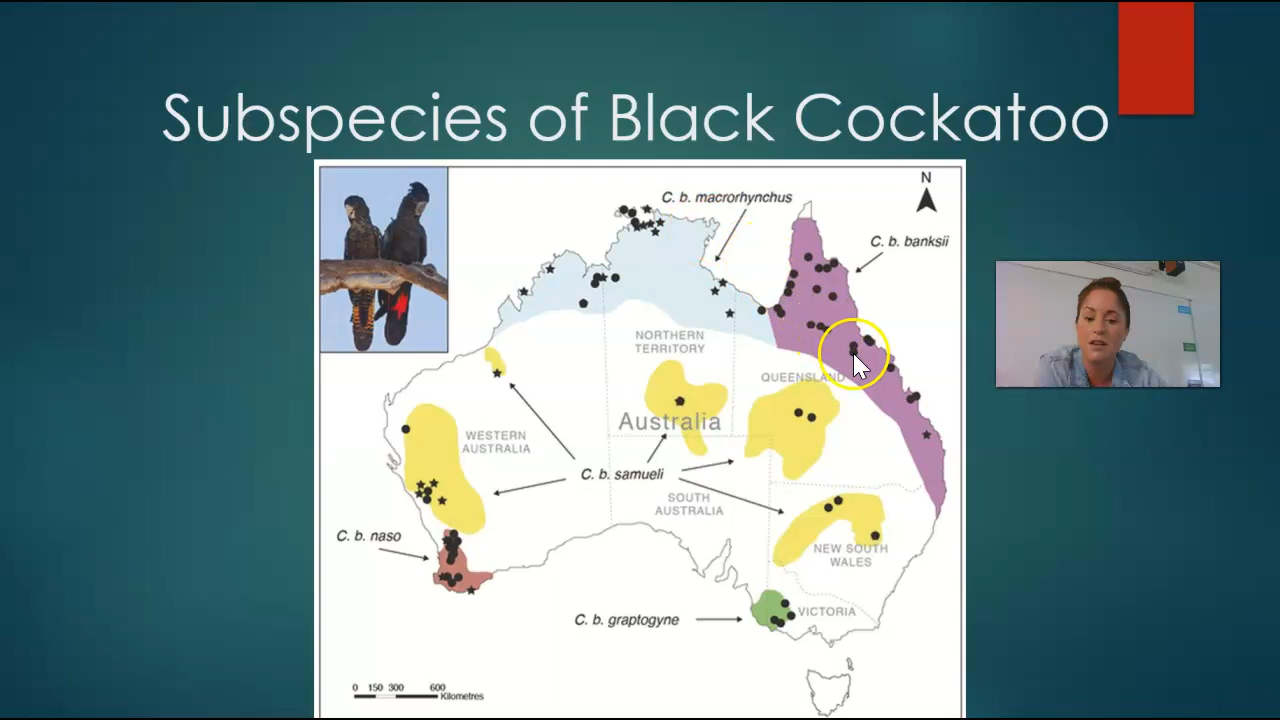 Subspecies of Black Cockatoo
C. b. macrorhynchus
N
C. b. banksii
NORTHERN
TERRITORY
QUEENSLAND
Australia
WESTERN
AUSTRALIA
C. b. samueli
SOUTH
AUSTRALIA
C. b. naso
NEW SOUTH
WALES
C. b. graptogyne
VICTORIA
0 150 300 600
Kilometres